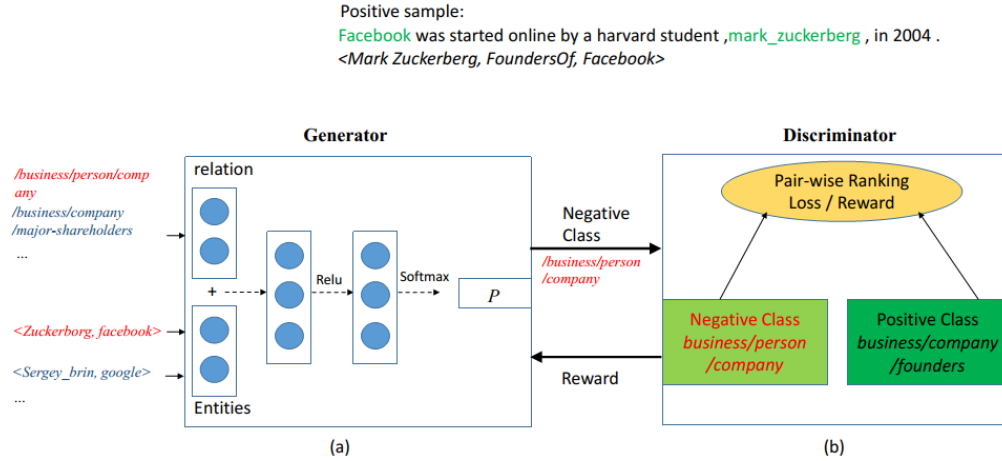 Positive sample:
Facebook was started online by a harvard student ,mark_zuckerberg , in 2004 .
<Mark Zuckerberg, FoundersOf, Facebook>
Generator
Discriminator
/business/person/comp
any
/business/company
/major-shareholders
...
<Zuckerborg, facebook>
<Sergey_brin, google>
...
relation
+
Entities
Relu
Softmax
P
Negative
Class
/business/person
/company
Reward
Pair-wise Ranking
Loss / Reward
Negative Class
business/person
/company
Positive Class
business/company
/founders
(a)
(b)